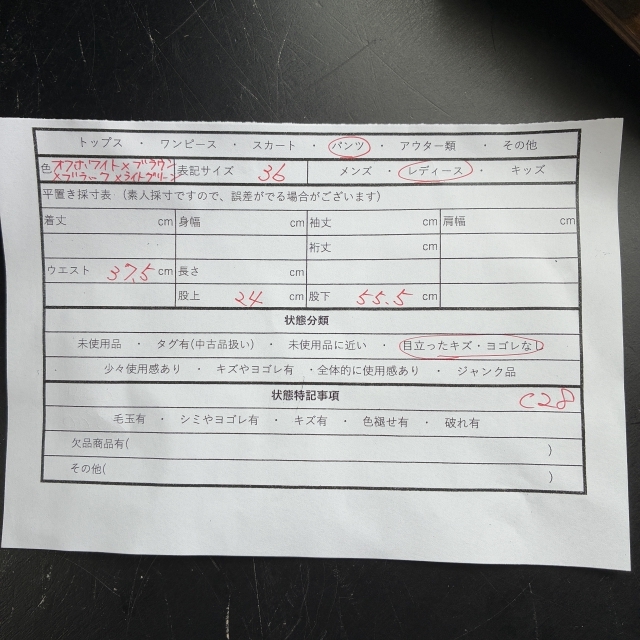 トップス ・ ワンピース ・ スカート ・ パンツ ・ アウター類 ・ その他
色 オフホワイト×ブラウン×ブラック×ライトグリーン 表記サイズ 36 メンズ ・ レディース ・ キッズ
平置き採寸表 （素人採寸ですので、誤差がでる場合がございます）
着丈 cm 身幅 cm 袖丈 cm 肩幅 cm
裄丈 cm
ウエスト 37.5 cm 長さ cm
股上 24 cm 股下 55.5 cm
状態分類
未使用品 ・ タグ有(中古品扱い) ・ 未使用品に近い ・ 目立ったキズ・ヨゴレなし
少々使用感あり ・ キズやヨゴレ有 ・ 全体的に使用感あり ・ ジャンク品
状態特記事項 C28
毛玉有 ・ シミやヨゴレ有 ・ キズ有 ・ 色褪せ有 ・ 破れ有
欠品商品有( )
その他( )